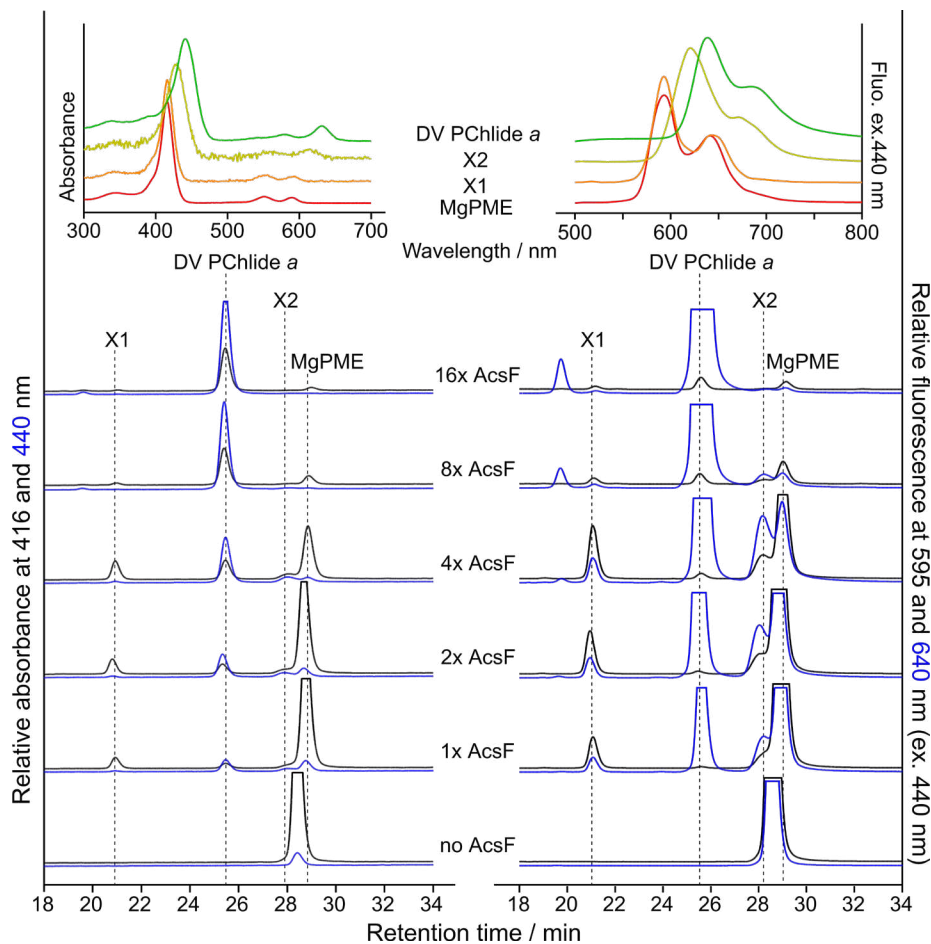 Absorbance
DV PChlide a
X2
X1
MgPME
Fluo. ex.440 nm
300 400 500 600 700
500 600 700 800
Wavelength / nm
DV PChlide a
DV PChlide a
X1
X2
MgPME
X1
X2
MgPME
Relative absorbance at 416 and 440 nm
16x AcsF
8x AcsF
4x AcsF
2x AcsF
1x AcsF
no AcsF
Relative fluorescence at 595 and 640 nm (ex. 440 nm)
18 20 22 24 26 28 30 32 34
18 20 22 24 26 28 30 32 34
Retention time / min